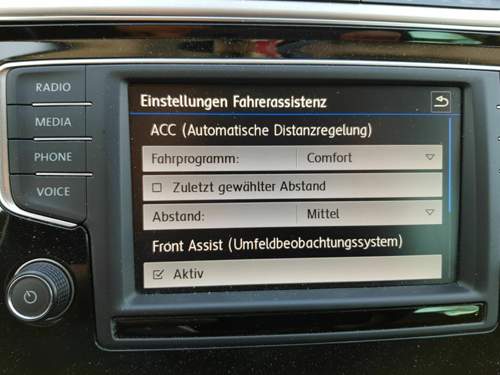 RADIO
MEDIA
PHONE
VOICE
Einstellungen Fahrerassistenz
ACC (Automatische Distanzregelung)
Fahrprogramm: Comfort
Zuletzt gewählter Abstand
Abstand: Mittel
Front Assist (Umfeldbeobachtungssystem)
Aktiv